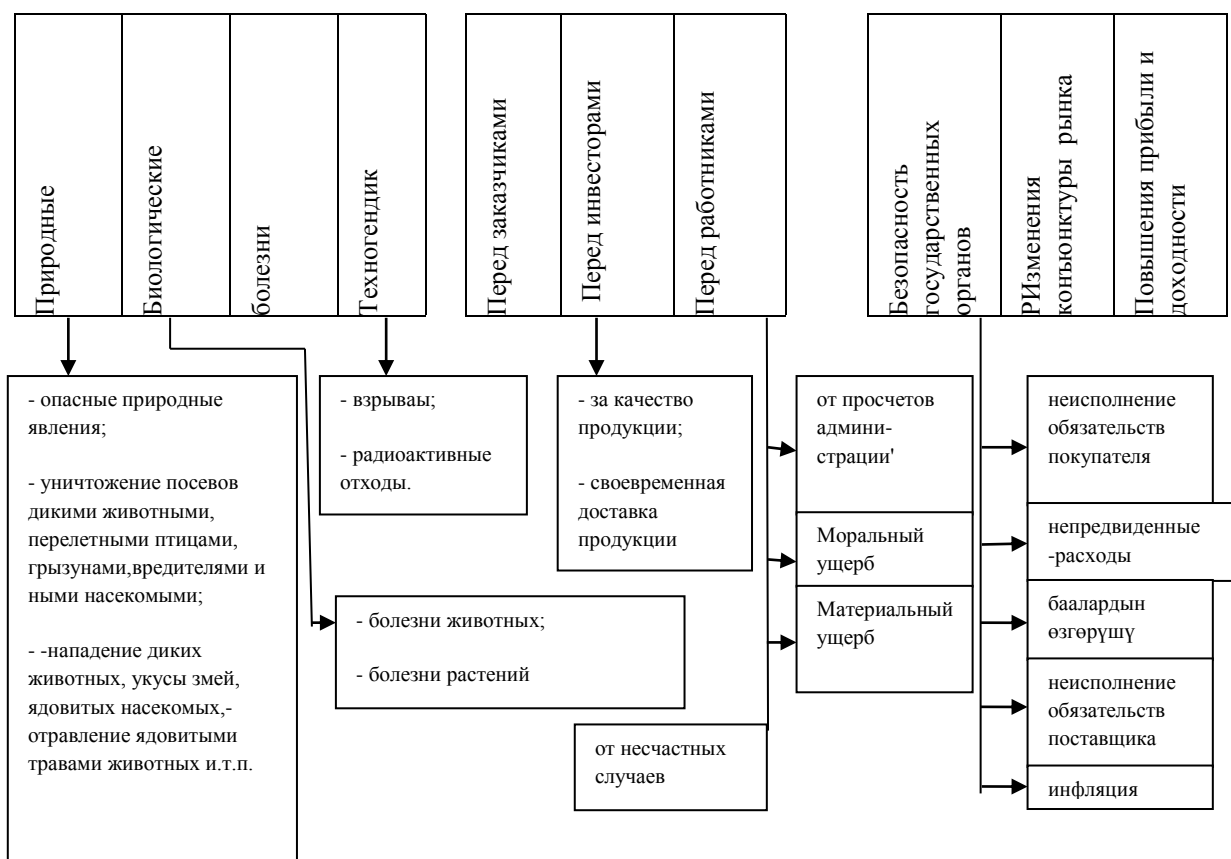 Природные
Биологические
болезни
Техногендик
Перед заказчиками
Перед инвесторами
Перед работниками
Безопасность
государственных
органов
РИзменения
конъюнктуры рынка
Повышения прибыли и
доходности
- опасные природные
явления;
- уничтожение посевов
дикими животными,
перелетными птицами,
грызунами,вредителями и
ными насекомыми;
- -нападение диких
животных, укусы змей,
ядовитых насекомых,-
отравление ядовитыми
травами животных и.т.п.
- взрываы;
- радиоактивные
отходы.
- болезни животных;
- болезни растений
- за качество
продукции;
- своевременная
доставка
продукции
от несчастных
случаев
от просчетов
админи-
страции'
Моральный
ущерб
Материальный
ущерб
неисполнение
обязательств
покупателя
непредвиденные
-расходы
баалардын
өзгөрүшү
неисполнение
обязательств
поставщика
инфляция